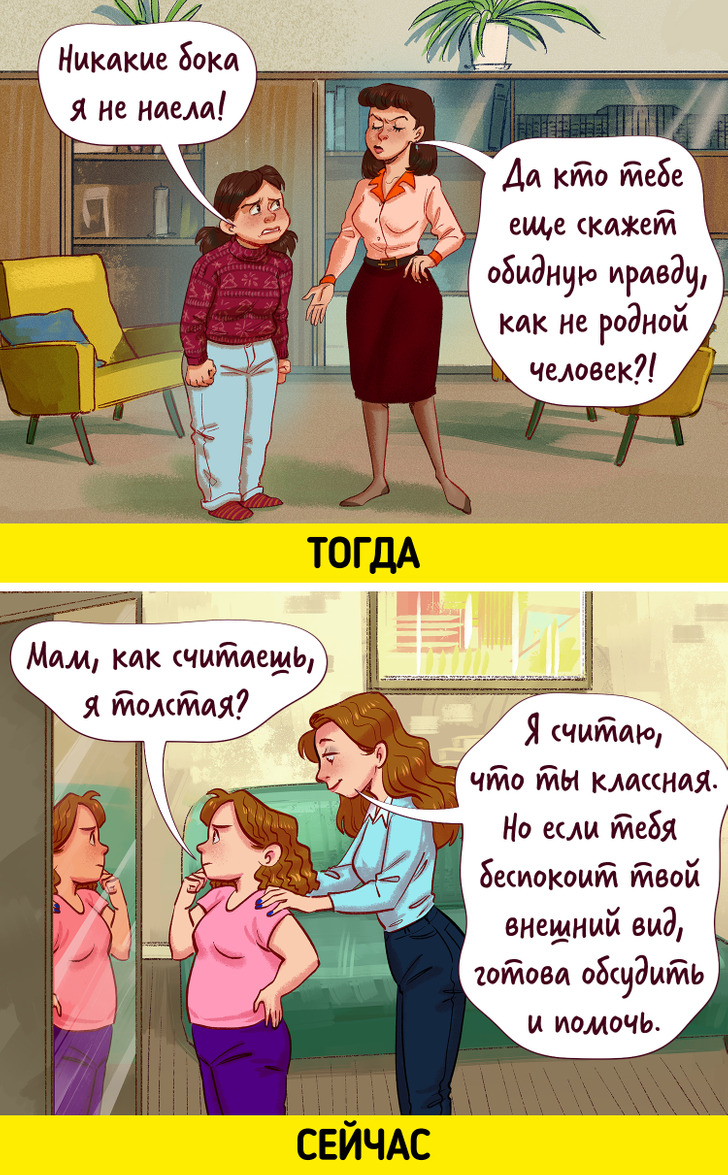 Никакие бока
я не наела!
Да кто тебе
еще скажет
обидную правду,
как не родной
человек?!
ТОГДА
Мам, как считаешь,
я толстая?
Я считаю,
что ты классная.
Но если тебя
беспокоит твой
внешний вид,
готова обсудить
и помочь.
СЕЙЧАС